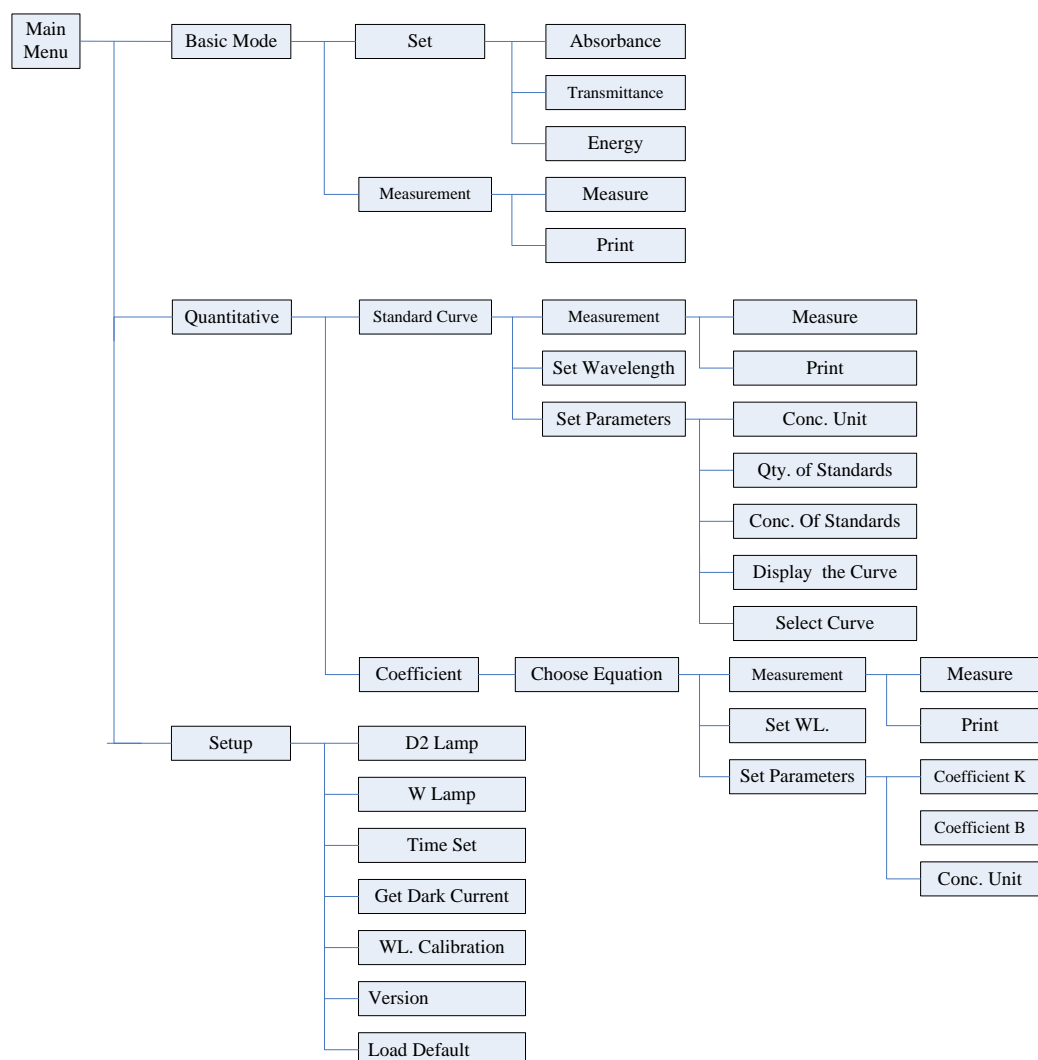 Main
Menu
Basic Mode
Set
Absorbance
Transmittance
Energy
Measurement
Measure
Print
Quantitative
Standard Curve
Measurement
Measure
Set Wavelength
Print
Set Parameters
Conc. Unit
Qty. of Standards
Conc. Of Standards
Display the Curve
Select Curve
Coefficient
Choose Equation
Measurement
Measure
Set WL.
Print
Set Parameters
Coefficient K
Coefficient B
Conc. Unit
Setup
D2 Lamp
W Lamp
Time Set
Get Dark Current
WL. Calibration
Version
Load Default